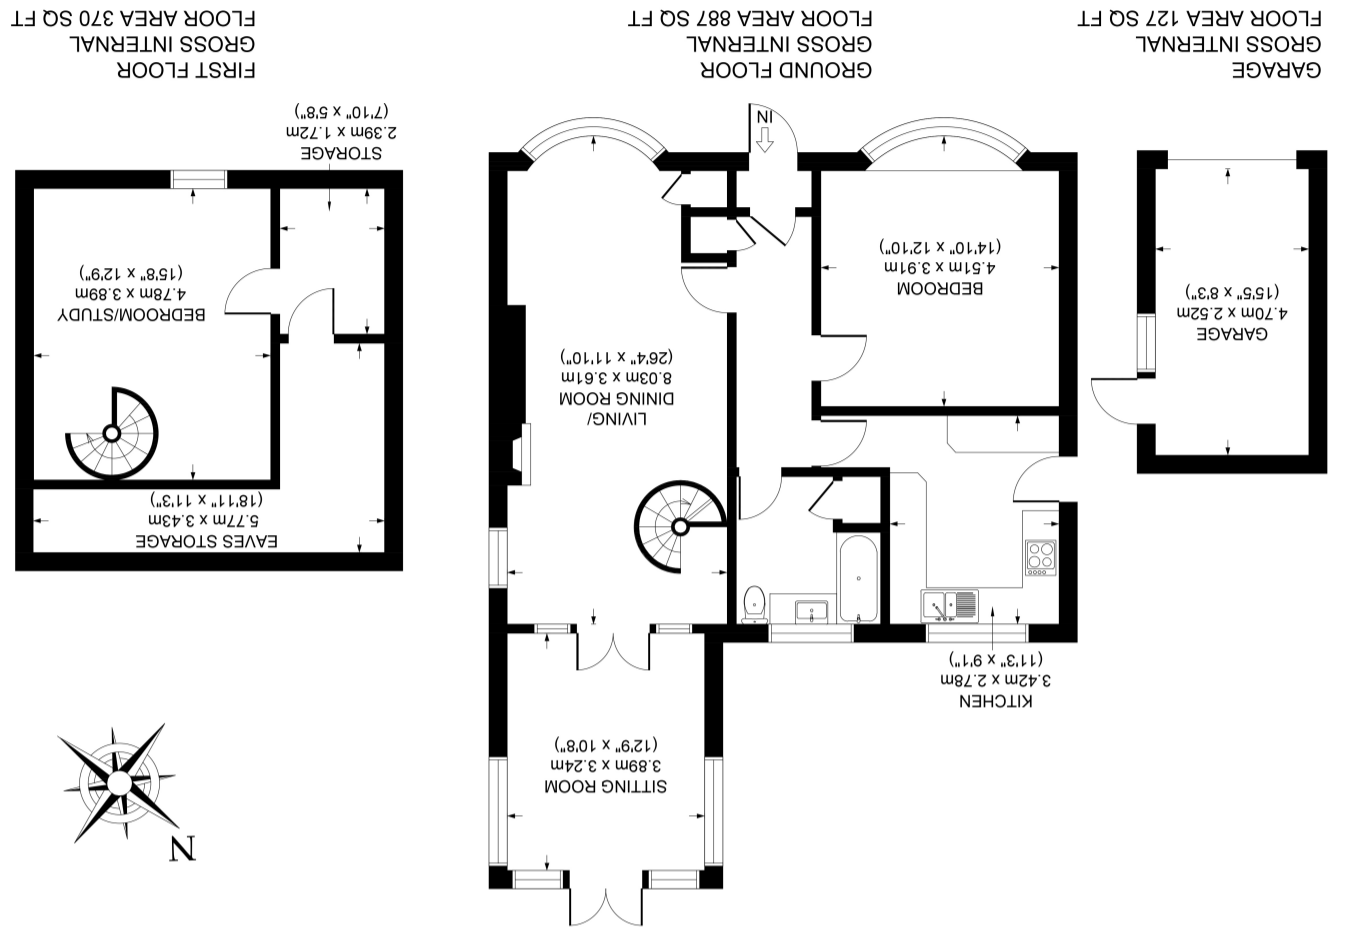 N
SITTING ROOM
3.89m x 3.24m
(12'9" x 10'8")
KITCHEN
3.42m x 2.78m
(11'3" x 9'1")
EAVES STORAGE
5.77m x 3.43m
(18'11" x 11'3")
LIVING/
DINING ROOM
8.03m x 3.61m
(26'4" x 11'10")
GARAGE
4.70m x 2.52m
(15'5" x 8'3")
BEDROOM
4.51m x 3.91m
(14'10" x 12'10")
BEDROOM/STUDY
4.78m x 3.89m
(15'8" x 12'9")
STORAGE
2.39m x 1.72m
(7'10" x 5'8")
IN
GARAGE
GROSS INTERNAL
FLOOR AREA 127 SQ FT
GROUND FLOOR
GROSS INTERNAL
FLOOR AREA 887 SQ FT
FIRST FLOOR
GROSS INTERNAL
FLOOR AREA 370 SQ FT